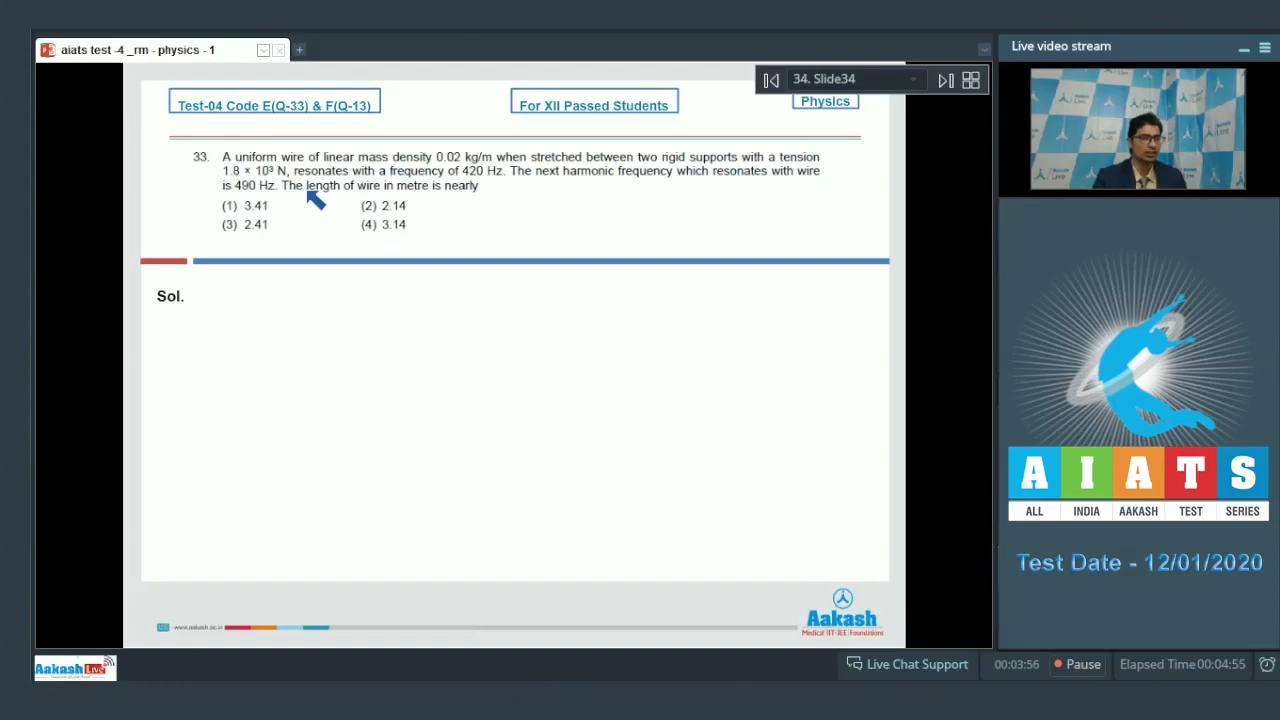 aiats test -4 _rm - physics - 1
Live video stream
34. Slide34
Test-04 Code E(Q-33) & F(Q-13)
For XII Passed Students
Physics
33. A uniform wire of linear mass density 0.02 kg/m when stretched between two rigid supports with a tension
1.8 × 10³ N, resonates with a frequency of 420 Hz. The next harmonic frequency which resonates with wire
is 490 Hz. The length of wire in metre is nearly
(1) 3.41 (2) 2.14
(3) 2.41 (4) 3.14
Sol.
A I A T S
ALL INDIA AAKASH TEST SERIES
Test Date - 12/01/2020
www.aakash.ac.in
Aakash
Medical|IIT-JEE|Foundations
Aakash Live
Live Chat Support
00:03:56
Pause
Elapsed Time 00:04:55